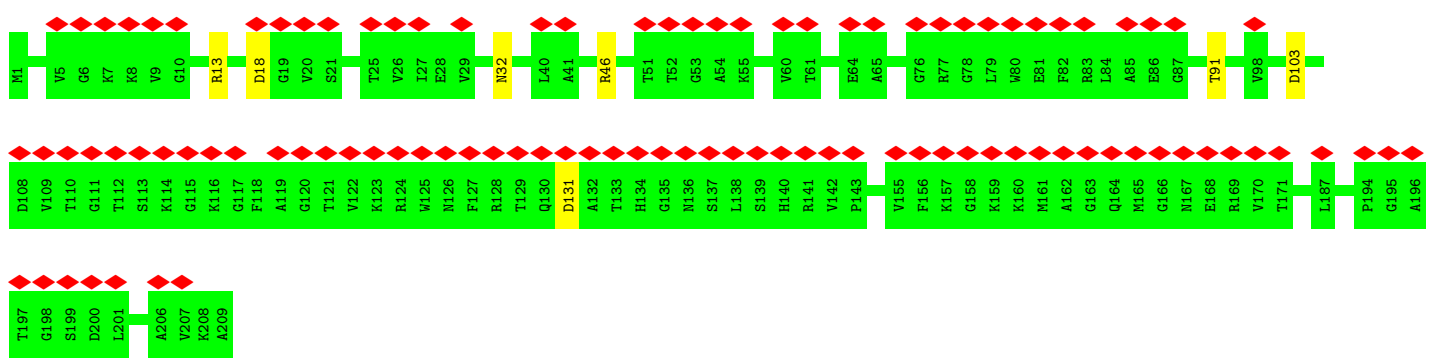 M1 V5 G6 K7 K8 V9 G10 R13 D18 G19 V20 S21 T25 V26 I27 E28 V29 N32 L40 A41 R46 T51 T52 G53 A54 K55 V60 T61 E64 A65 G76 R77 G78 L79 W80 E81 F82 R83 L84 A85 E86 G87 T91 V98 D103
D108 V109 T110 G111 T112 S113 K114 G115 K116 G117 F118 A119 G120 T121 V122 K123 R124 W125 N126 F127 R128 T129 Q130 D131 A132 T133 H134 G135 N136 S137 L138 S139 H140 R141 V142 P143 V155 F156 K157 G158 K159 K160 M161 A162 G163 Q164 M165 G166 N167 E168 R169 V170 T171 L187 P194 G195 A196
T197 G198 S199 D200 L201 A206 V207 K208 A209